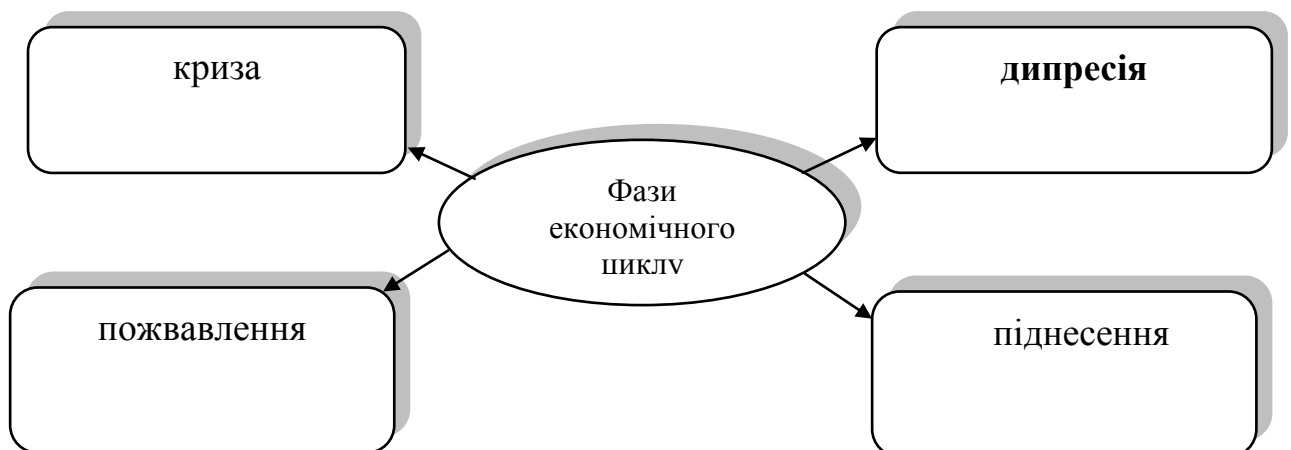 криза
дипресія
Фази
економічного
циклу
пожвавлення
піднесення